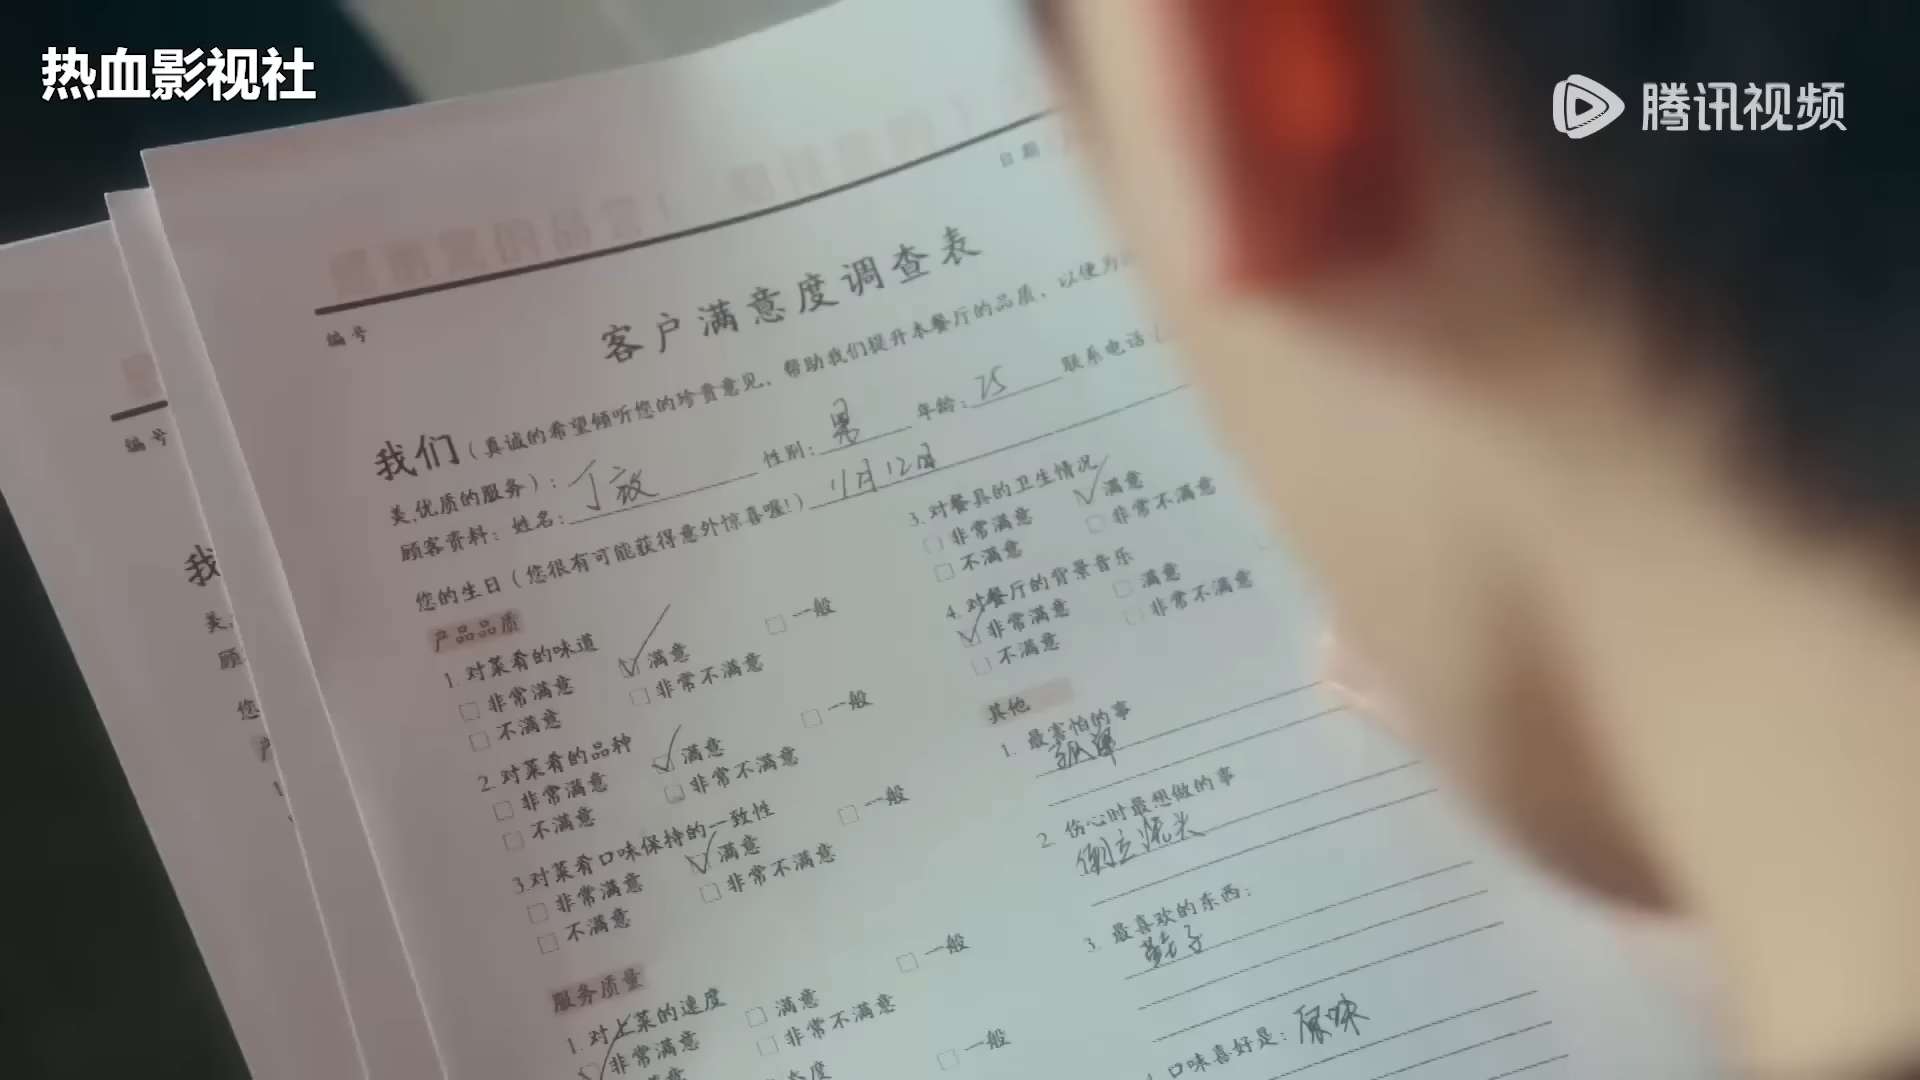 热血影视社
腾讯视频
日期
编号
客户满意度调查表
我们（真诚的希望倾听您的珍贵意见，帮助我们提升本餐厅的品质，以便为
美,优质的服务）：
顾客资料：姓名：丁放 性别：男 年龄：25 联系电话
您的生日（您很有可能获得意外惊喜喔!）11月12日
产品品质
1. 对菜肴的味道
□非常满意 ☑满意 □一般
□不满意 □非常不满意
2. 对菜肴的品种
□非常满意 ☑满意 □一般
□不满意 □非常不满意
3.对菜肴口味保持的一致性
□非常满意 ☑满意 □一般
□不满意 □非常不满意
服务质量
1. 对上菜的速度
☑非常满意 □满意 □一般
□非常不满意
□一般
3. 对餐具的卫生情况
□非常满意 ☑满意
□不满意 □非常不满意
4. 对餐厅的背景音乐
☑非常满意 □满意
□不满意 □非常不满意
其他
1. 最害怕的事
孤单
2. 伤心时最想做的事
倒立洗头
3. 最喜欢的东西：
口味喜好是：原味
编号
我
美,
顾
您
产
1